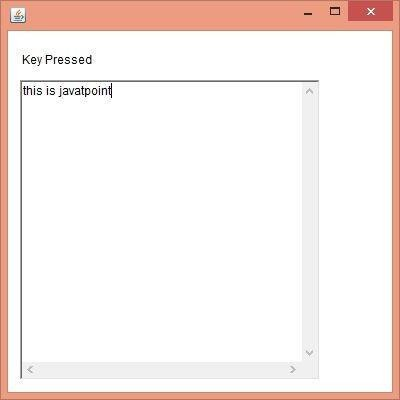 Key Pressed
this is javatpoint